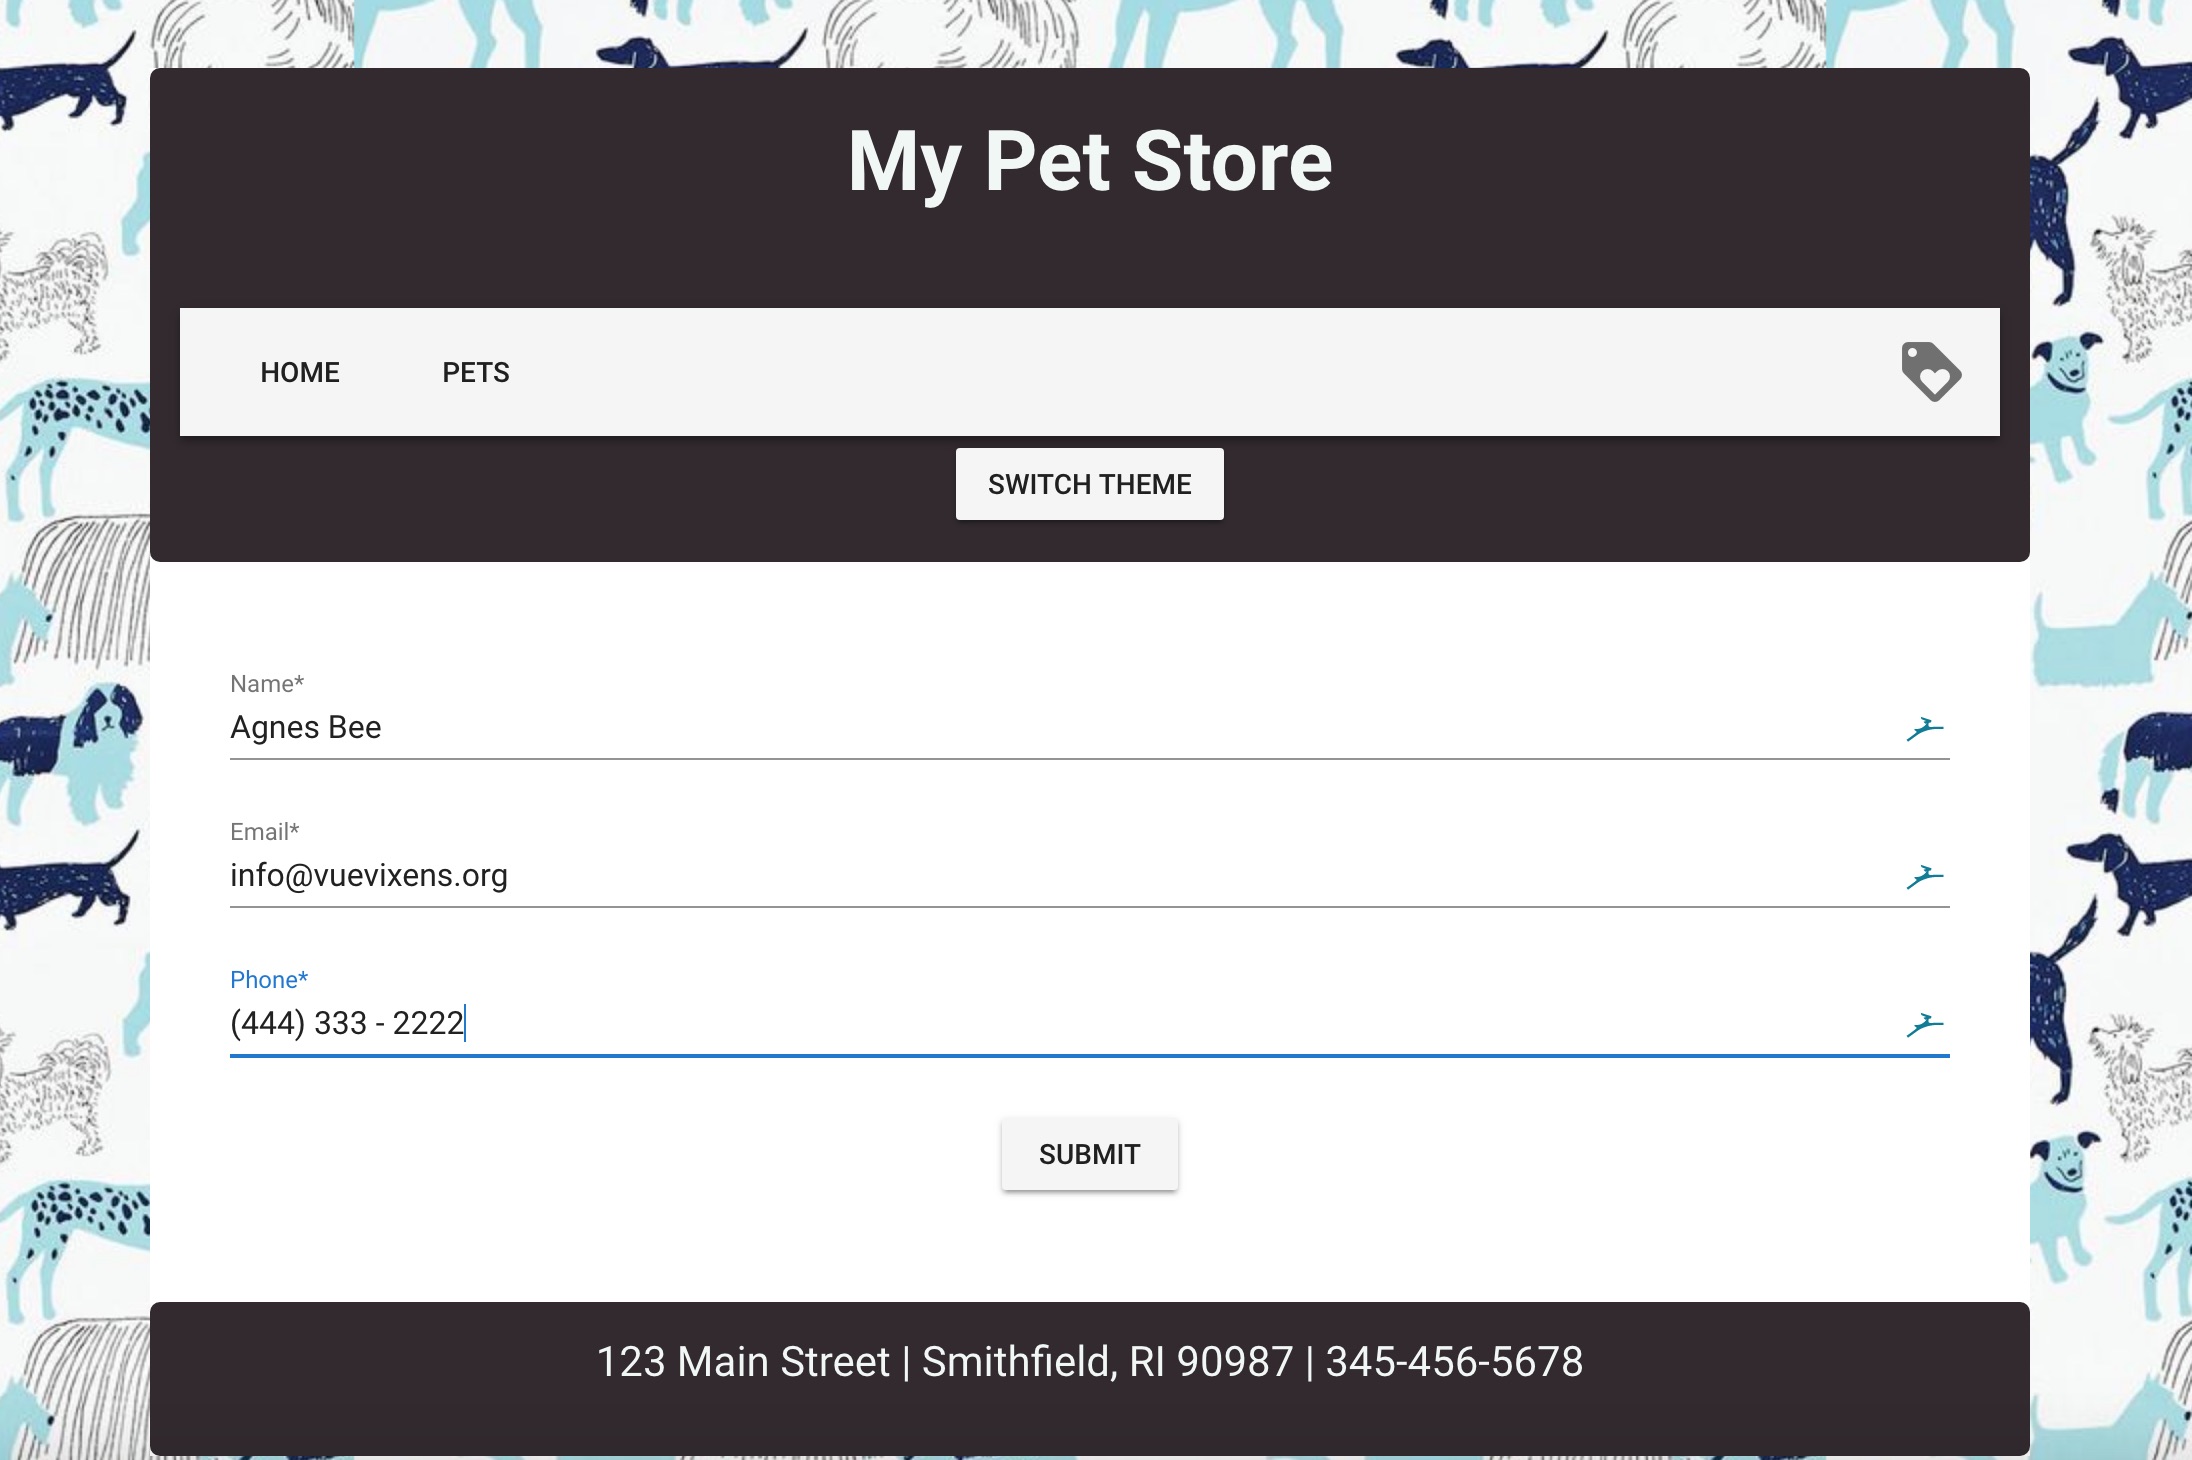 My Pet Store
HOME PETS
SWITCH THEME
Name*
Agnes Bee
Email*
info@vuevixens.org
Phone*
(444) 333 - 2222
SUBMIT
123 Main Street | Smithfield, RI 90987 | 345-456-5678